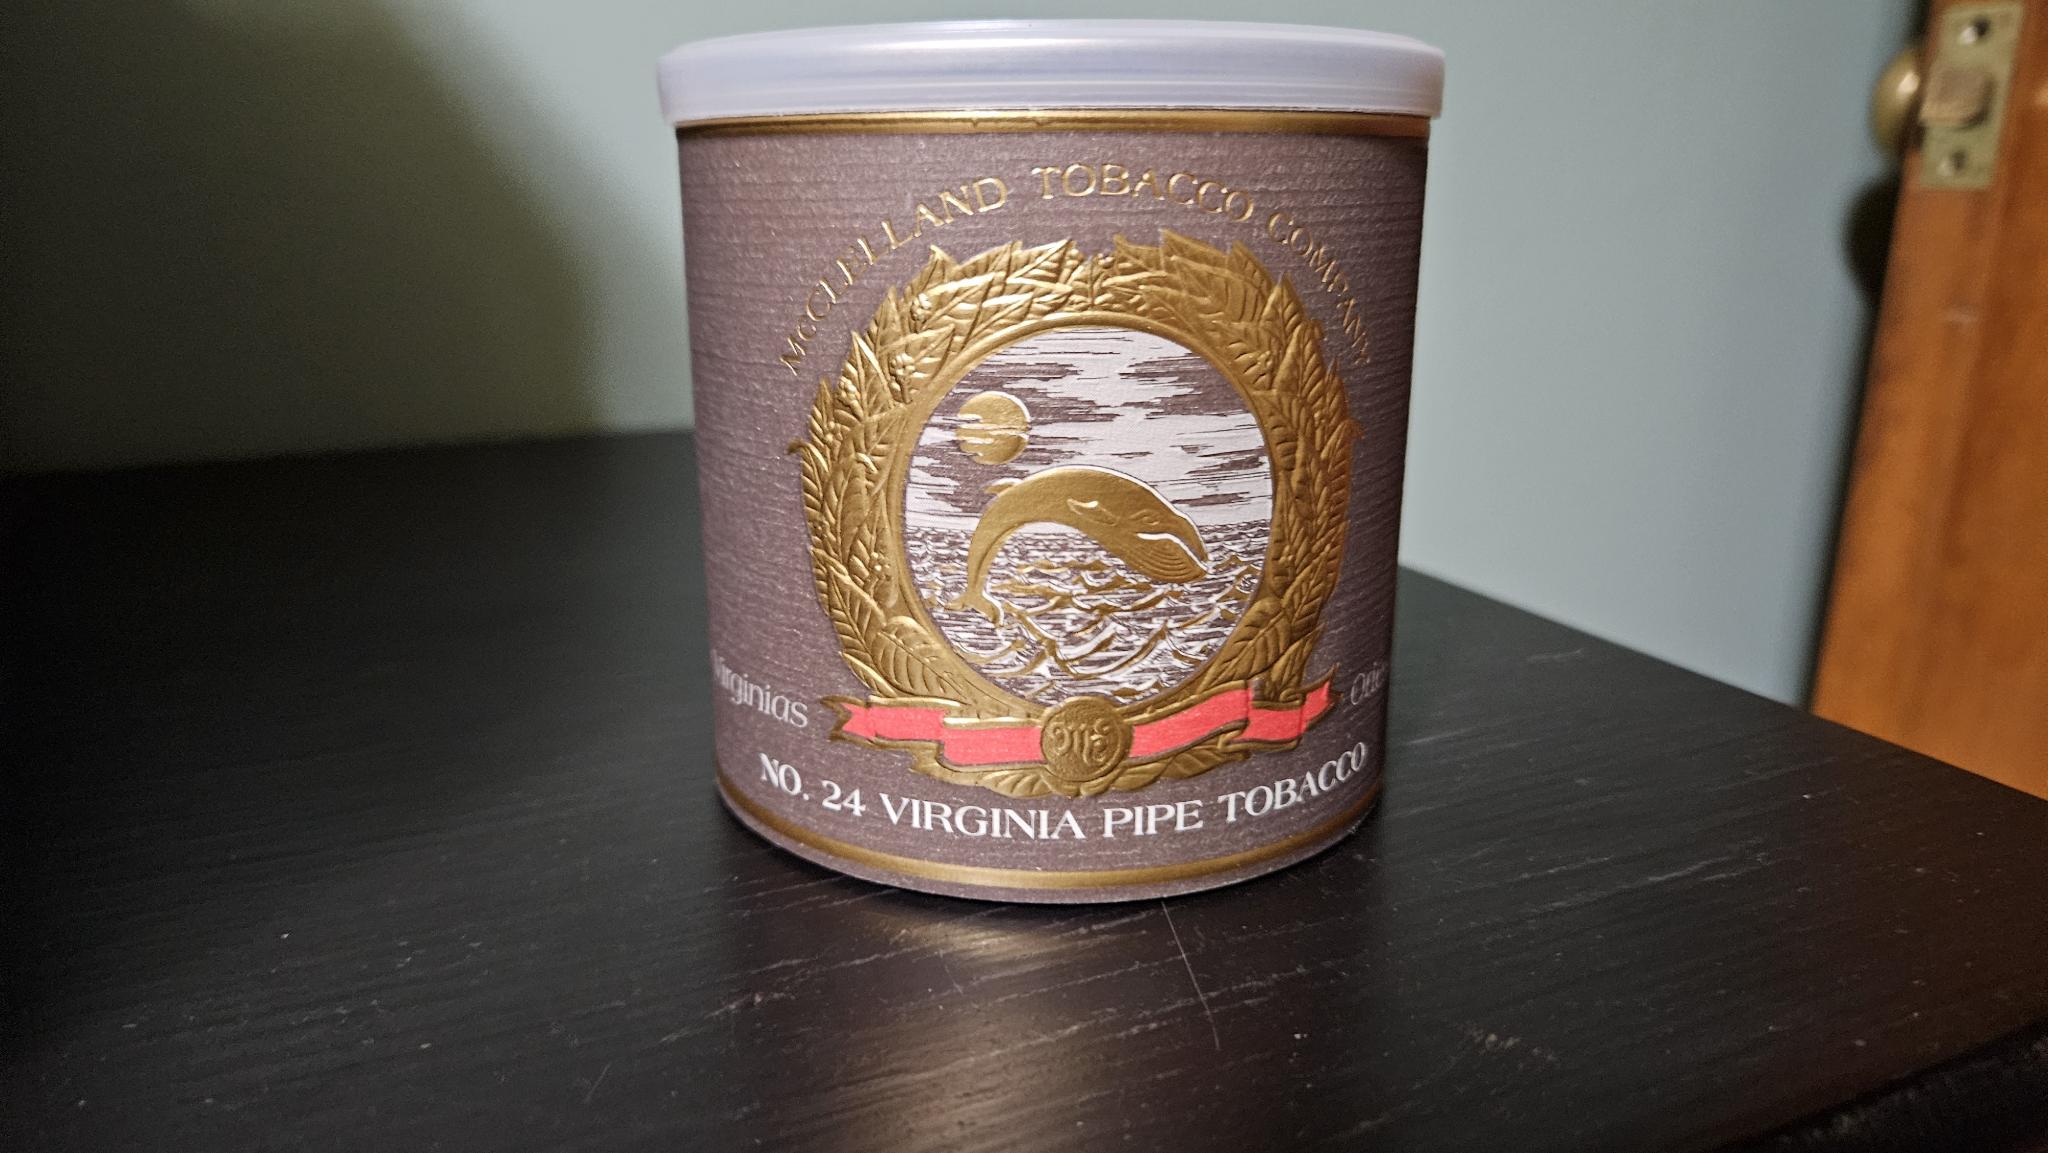 McCLELLAND TOBACCO COMPANY
Virginias
NO. 24 VIRGINIA PIPE TOBACCO